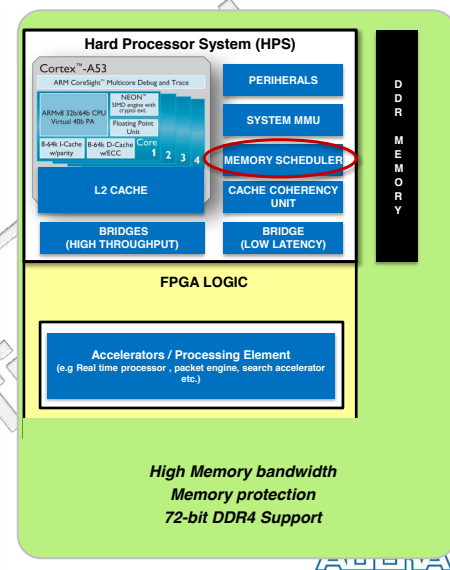 Hard Processor System (HPS)
Cortex™-A53
ARM CoreSight™ Multicore Debug and Trace
ARMv8 32b/64b CPU
Virtual 40b PA
NEON™
SIMD engine with
crypto ext.
Floating Point
Unit
8-64k I-Cache
w/parity
8-64k D-Cache
w/ECC
Core
1 2 3 4
L2 CACHE
PERIHERALS
SYSTEM MMU
MEMORY SCHEDULER
CACHE COHERENCY
UNIT
BRIDGES
(HIGH THROUGHPUT)
BRIDGE
(LOW LATENCY)
DDR MEMORY
FPGA LOGIC
Accelerators / Processing Element
(e.g Real time processor , packet engine, search accelerator
etc.)
High Memory bandwidth
Memory protection
72-bit DDR4 Support